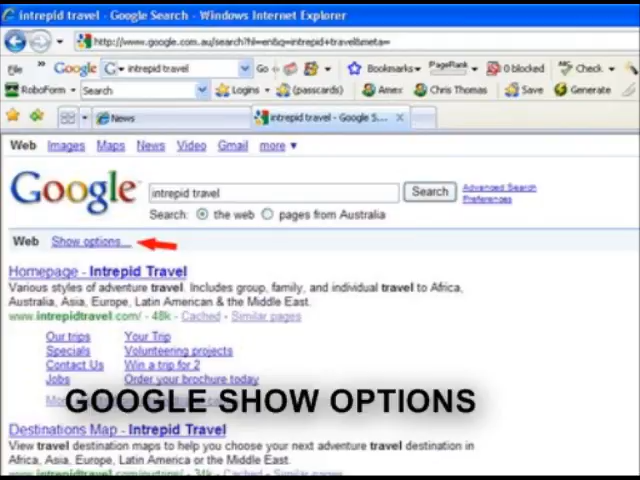 intrepid travel - Google Search - Windows Internet Explorer
http://www.google.com.au/search?hl=en&q=intrepid+travel&meta=
File » Google G intrepid travel Go Bookmarks PageRank 0 blocked Check
RoboForm Search Logins (passcards) Amex Chris Thomas Save Generate
News intrepid travel - Google S...
Web Images Maps News Video Gmail more ▼
Google intrepid travel Search Advanced Search
Preferences
Search: the web pages from Australia
Web Show options...
Homepage - Intrepid Travel
Various styles of adventure travel. Includes group, family, and individual travel to Africa,
Australia, Asia, Europe, Latin American & the Middle East.
www.intrepidtravel.com/ - 48k - Cached - Similar pages
Our trips Your Trip
Specials Volunteering projects
Contact Us Win a trip for 2
Jobs Order your brochure today
GOOGLE SHOW OPTIONS
Destinations Map - Intrepid Travel
View travel destination maps to help you choose your next adventure travel destination in
Africa, Asia, Europe, Latin America or the Middle East.
34k - Cached - Similar pages